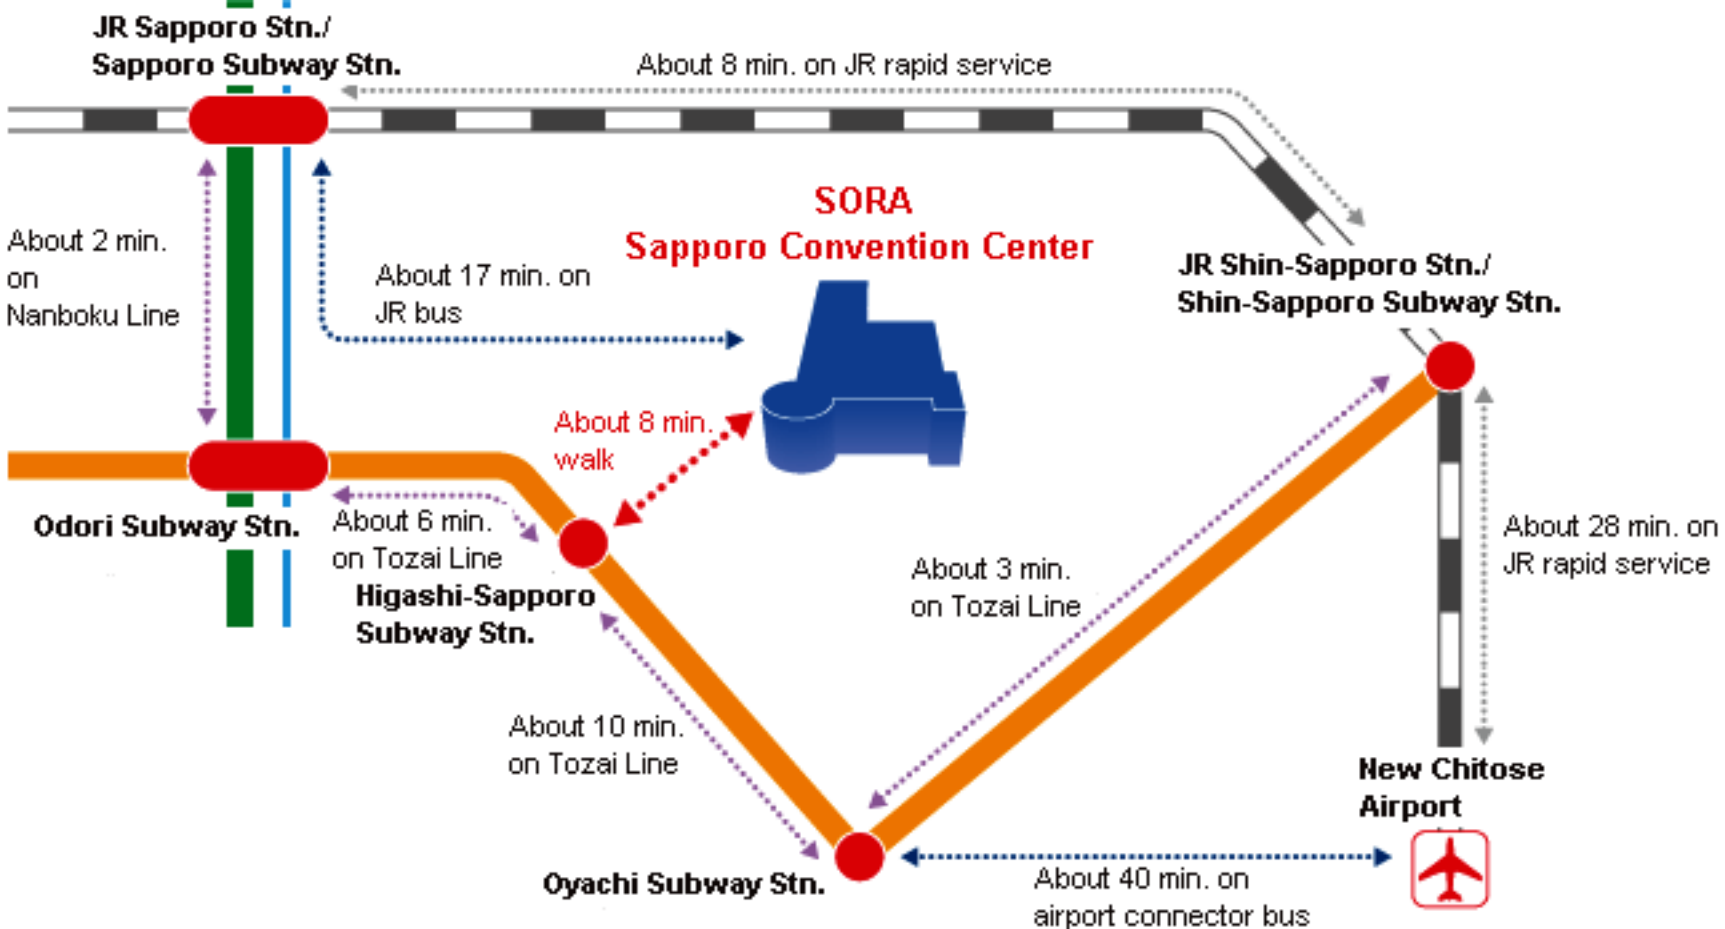 JR Sapporo Stn./
Sapporo Subway Stn.
About 8 min. on JR rapid service
SORA
Sapporo Convention Center
About 2 min.
on
Nanboku Line
About 17 min. on
JR bus
JR Shin-Sapporo Stn./
Shin-Sapporo Subway Stn.
About 8 min.
walk
Odori Subway Stn.
About 6 min.
on Tozai Line
Higashi-Sapporo
Subway Stn.
About 3 min.
on Tozai Line
About 28 min. on
JR rapid service
About 10 min.
on Tozai Line
New Chitose
Airport
Oyachi Subway Stn.
About 40 min. on
airport connector bus